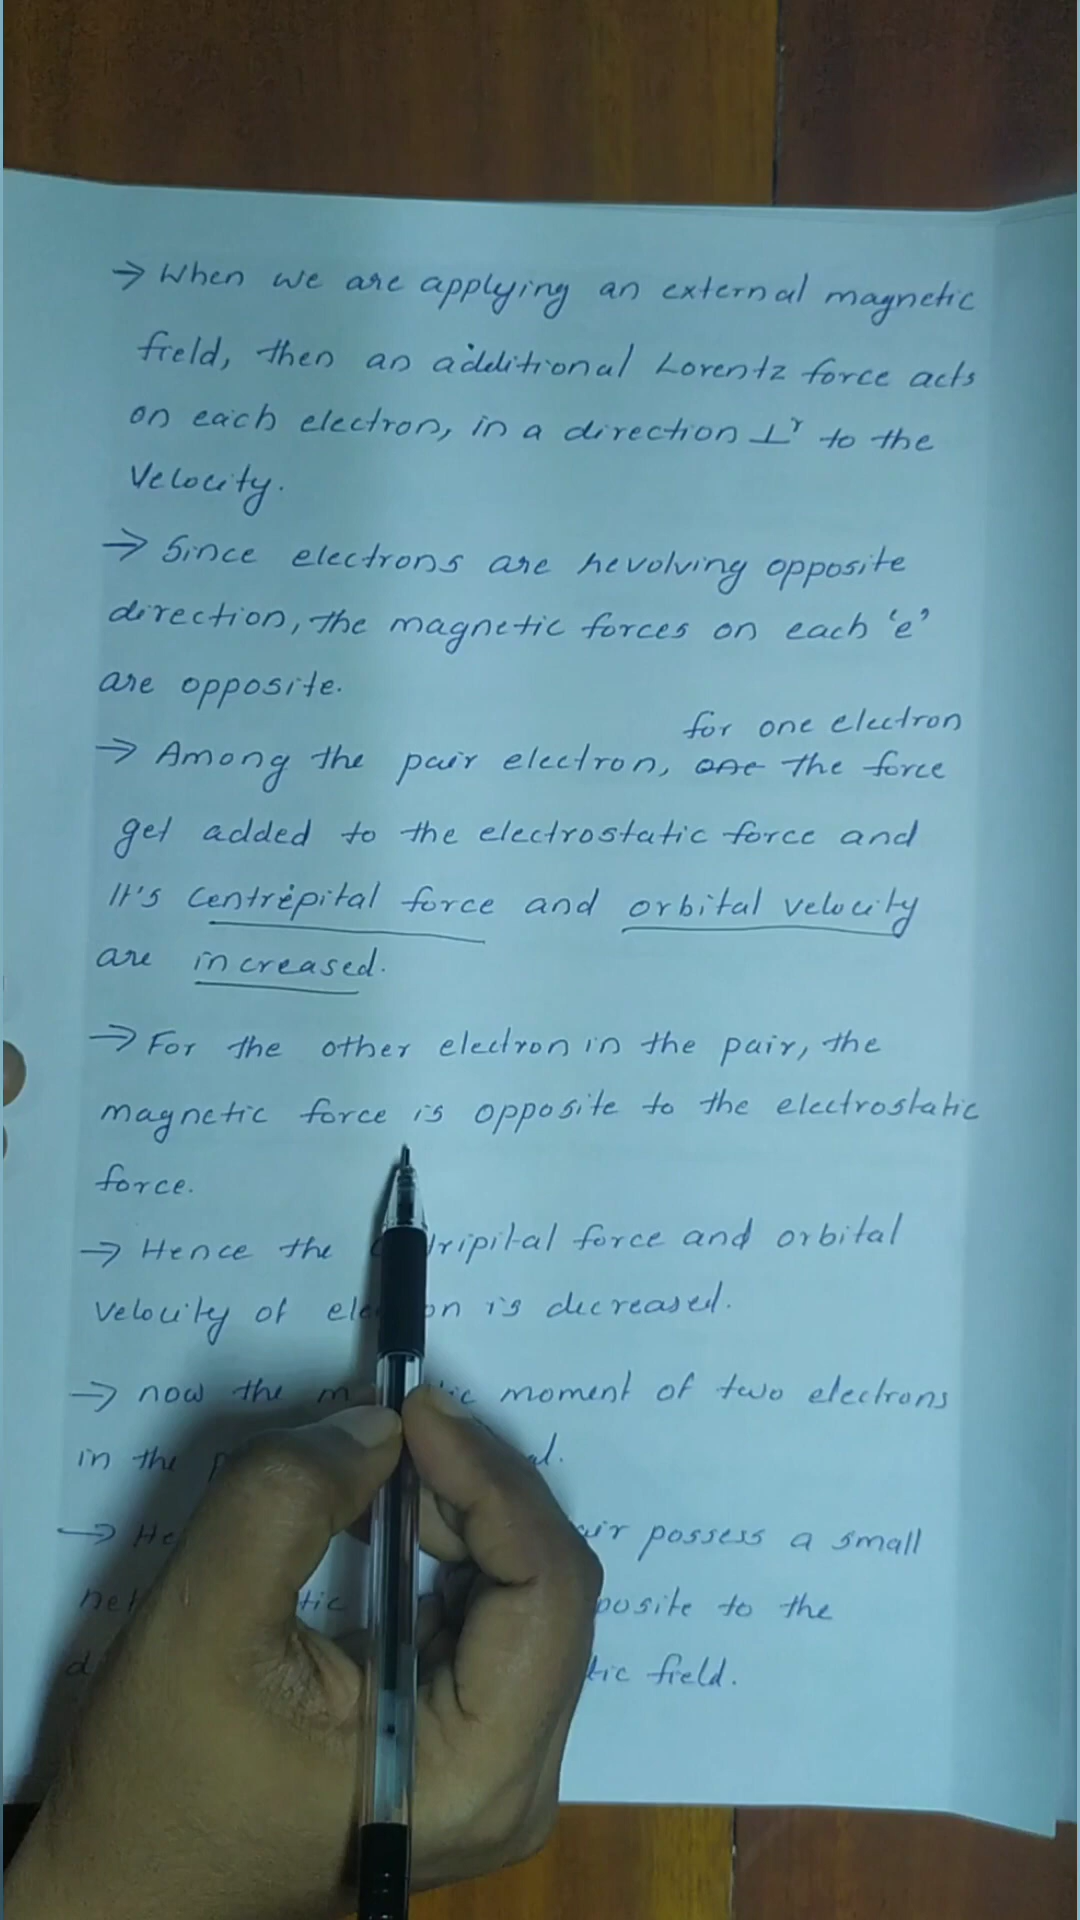 → When we are applying an external magnetic
field, then an additional Lorentz force acts
on each electron, in a direction ⊥r to the
Velocity.
→ Since electrons are revolving opposite
direction, the magnetic forces on each 'e'
are opposite.
for one electron
→ Among the pair electron, the force
get added to the electrostatic force and
It's centripital force and orbital velocity
are increased.
→ For the other electron in the pair, the
magnetic force is opposite to the electrostatic
force.
→ Hence the force and orbital
Velocity of is decreased.
→ now the moment of two electrons
in the
→ possess a small
to the
field.